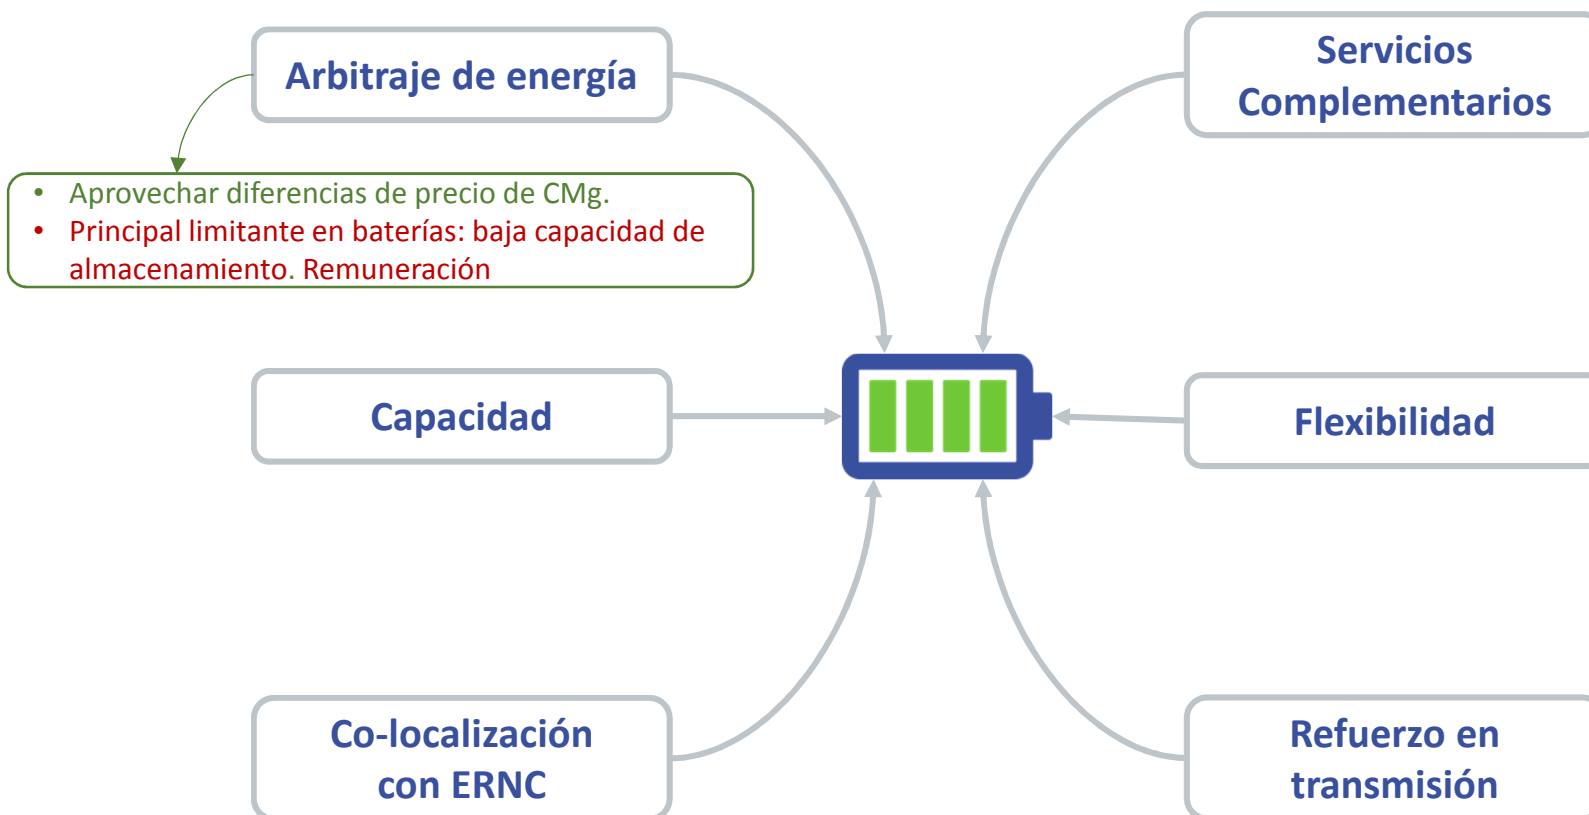 Arbitraje de energía
• Aprovechar diferencias de precio de CMg.
• Principal limitante en baterías: baja capacidad de
almacenamiento. Remuneración
Capacidad
Co-localización
con ERNC
Servicios
Complementarios
Flexibilidad
Refuerzo en
transmisión